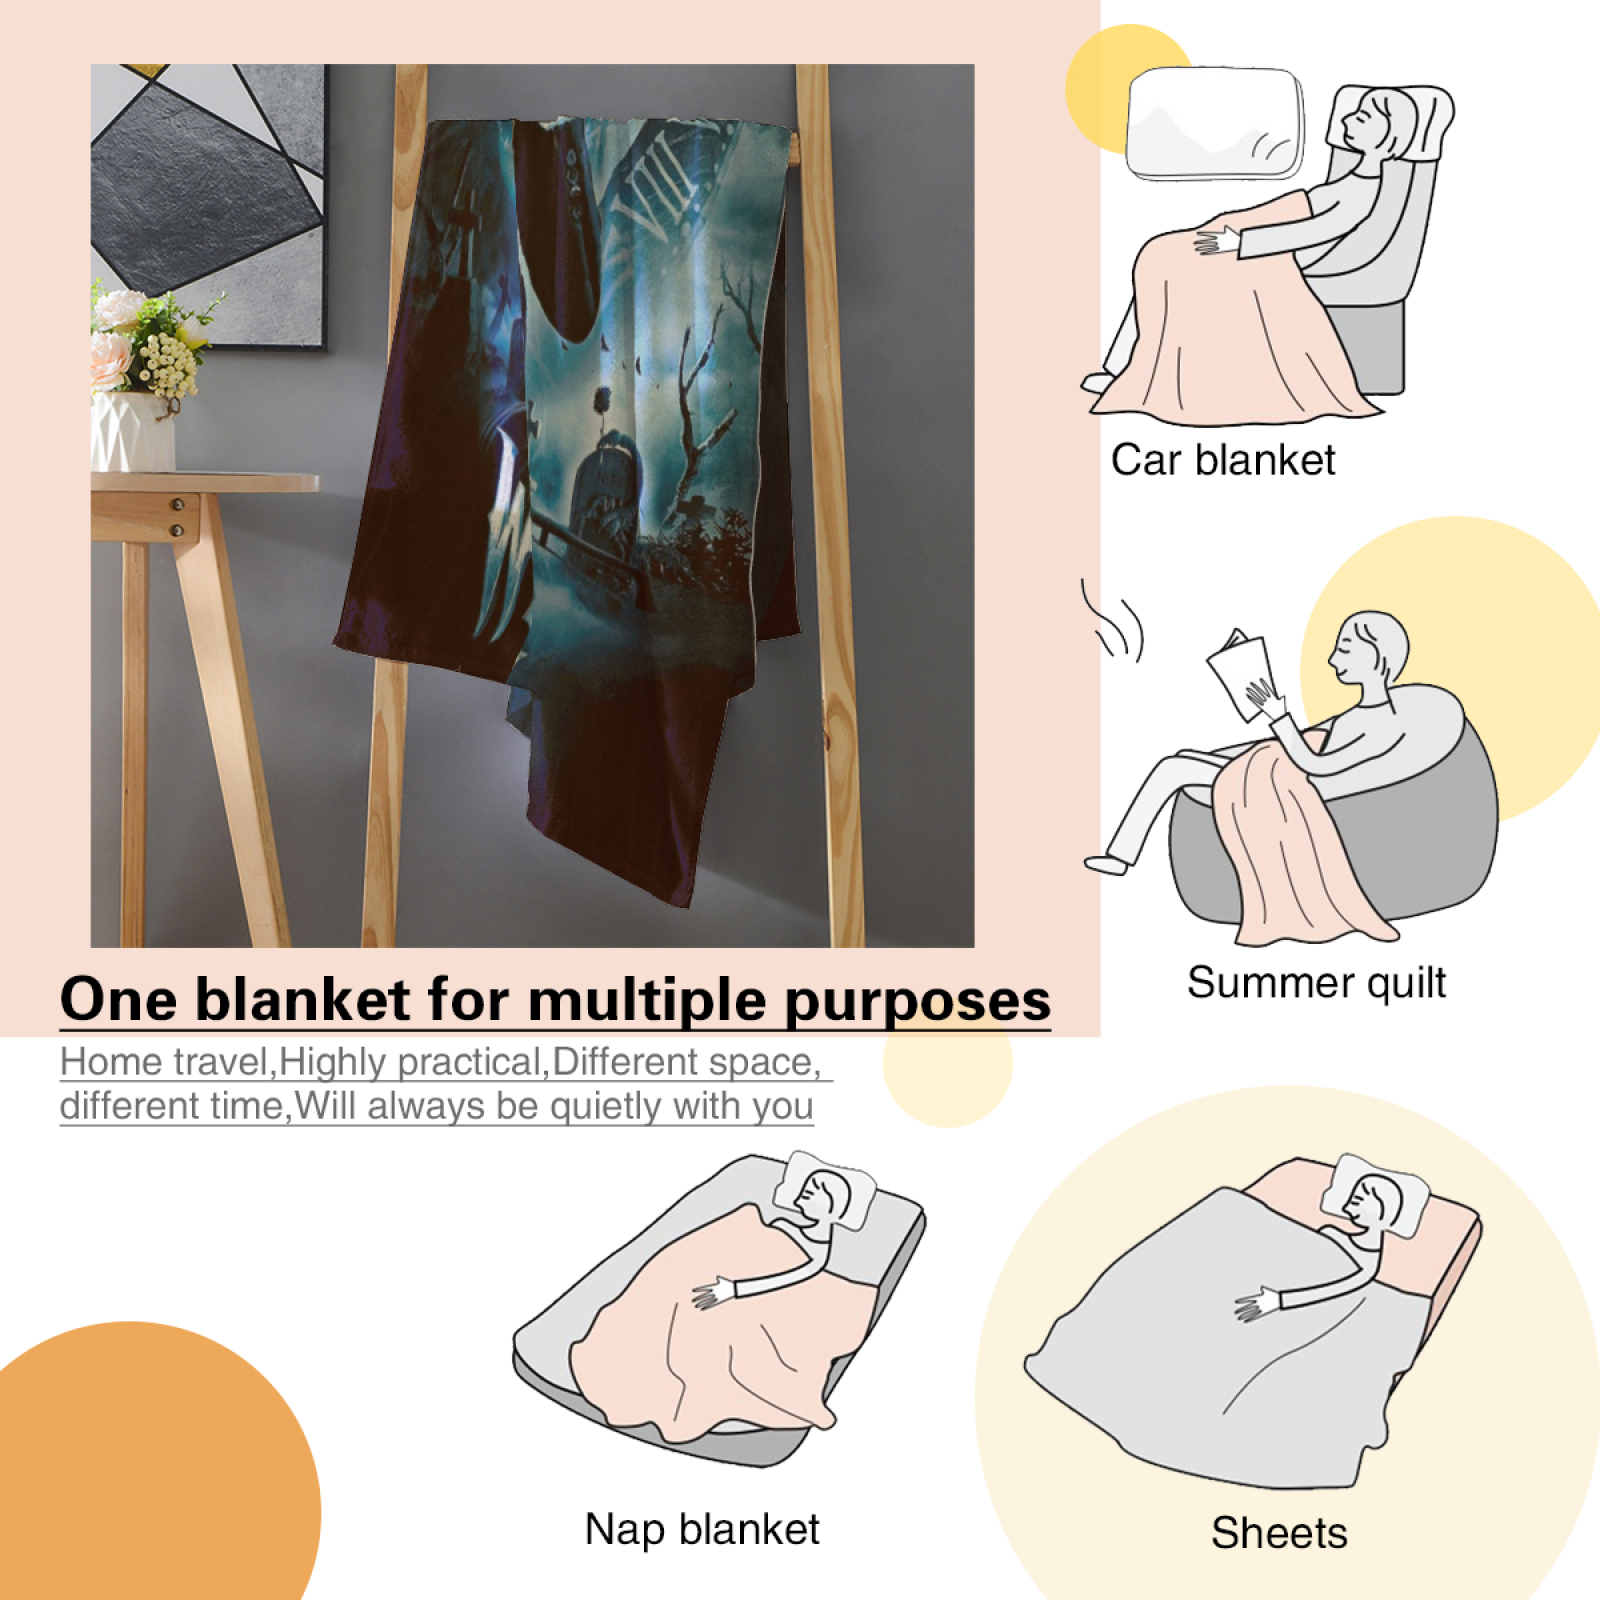 VIII
One blanket for multiple purposes
Home travel,Highly practical,Different space,
different time,Will always be quietly with you
Car blanket
Summer quilt
Nap blanket
Sheets